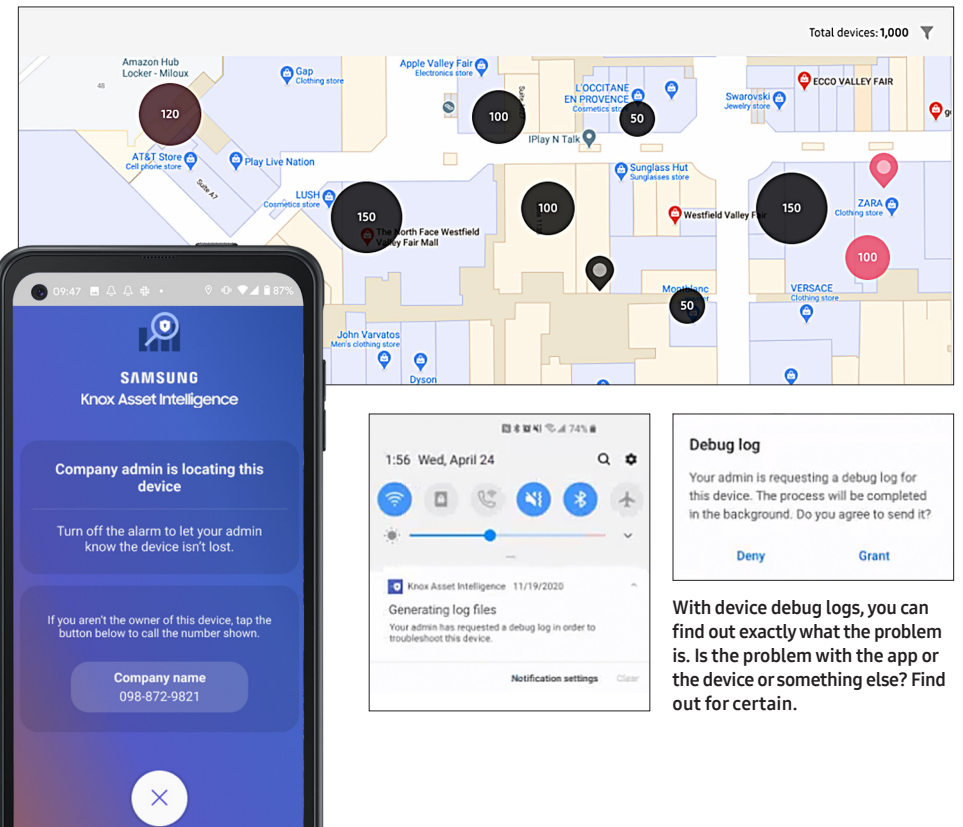 Total devices: 1,000
Amazon Hub
Locker - Miloux
48
120
AT&T Store
Cell phone store
Suite A7
Gap
Clothing store
Play Live Nation
Apple Valley Fair
Electronics store
100
L'OCCITANE
EN PROVENCE
Cosmetics store
50
IPlay N Talk
Swarovski
Jewelry store
ECCO VALLEY FAIR
LUSH
Cosmetics store
150
The North Face Westfield
Valley Fair Mall
100
Sunglass Hut
Sunglasses store
Westfield Valley Fair
150
ZARA
Clothing store
100
50
VERSACE
Clothing store
John Varvatos
Men's clothing store
Dyson
09:47
87%
SAMSUNG
Knox Asset Intelligence
Company admin is locating this
device
Turn off the alarm to let your admin
know the device isn't lost.
If you aren't the owner of this device, tap the
button below to call the number shown.
Company name
098-872-9821
74%
1:56 Wed, April 24
Knox Asset Intelligence 11/19/2020
Generating log files
Your admin has requested a debug log in order to
troubleshoot this device.
Notification settings
Clear
Debug log
Your admin is requesting a debug log for
this device. The process will be completed
in the background. Do you agree to send it?
Deny
Grant
With device debug logs, you can
find out exactly what the problem
is. Is the problem with the app or
the device or something else? Find
out for certain.